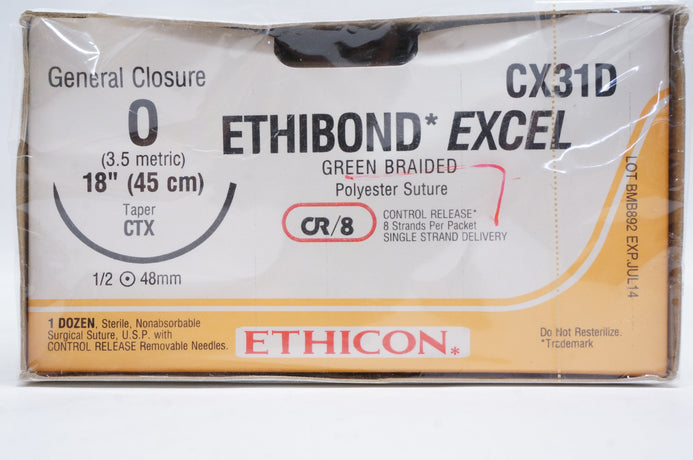 General Closure
0
(3.5 metric)
18" (45 cm)
Taper
CTX
1/2 ⊙ 48mm
CX31D
ETHIBOND* EXCEL
GREEN BRAIDED
Polyester Suture
CR/8
CONTROL RELEASE*
8 Strands Per Packet
SINGLE STRAND DELIVERY
LOT BMB892 EXP.JUL14
1 DOZEN, Sterile, Nonabsorbable
Surgical Suture, U.S.P. with
CONTROL RELEASE Removable Needles.
ETHICON*
Do Not Resterilize.
*Trademark